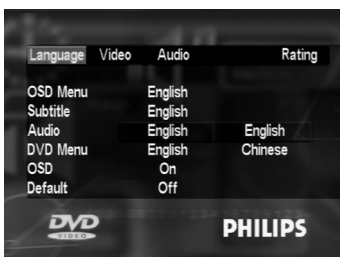 Language Video Audio Rating
OSD Menu English
Subtitle English
Audio English English
DVD Menu English Chinese
OSD On
Default Off
DVD PHILIPS
VIDEO